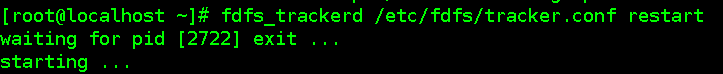 [root@localhost ~]# fdfs_trackerd /etc/fdfs/tracker.conf restart
waiting for pid [2722] exit ...
starting ...